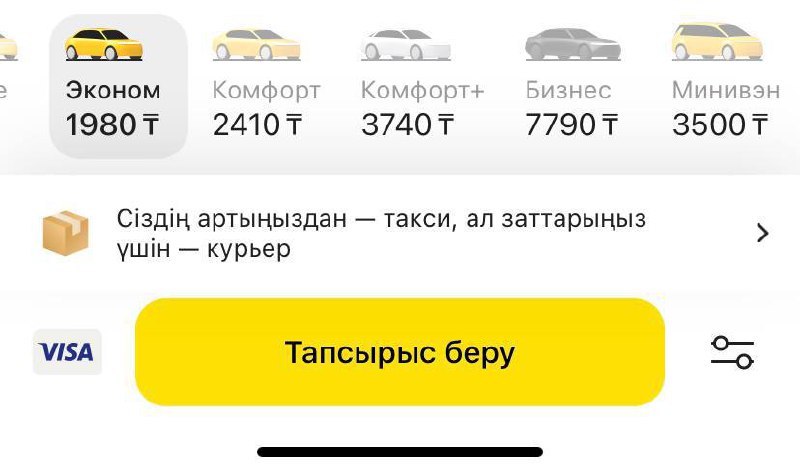 е
Эконом
1980 ₸
Комфорт
2410 ₸
Комфорт+
3740 ₸
Бизнес
7790 ₸
Минивэн
3500 ₸
Сіздің артыңыздан — такси, ал заттарыңыз
үшін — курьер
VISA
Тапсырыс беру